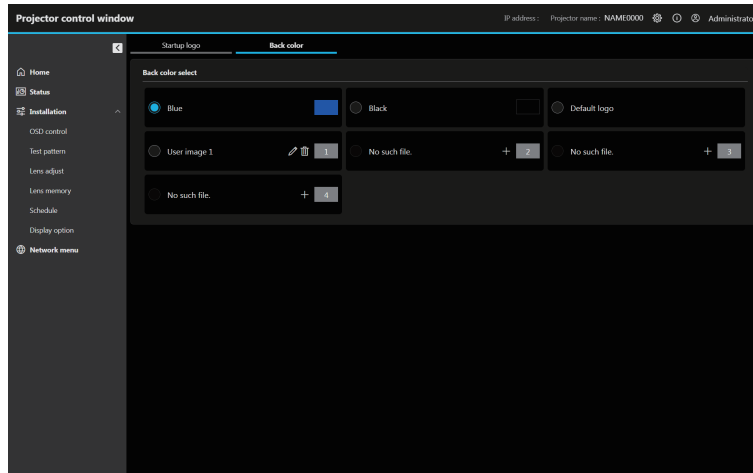 Projector control window
IP address : Projector name : NAME0000 Administrato
Startup logo Back color
Home
Status
Installation
OSD control
Test pattern
Lens adjust
Lens memory
Schedule
Display option
Network menu
Back color select
Blue Black Default logo
User image 1 1 No such file. + 2 No such file. + 3
No such file. + 4